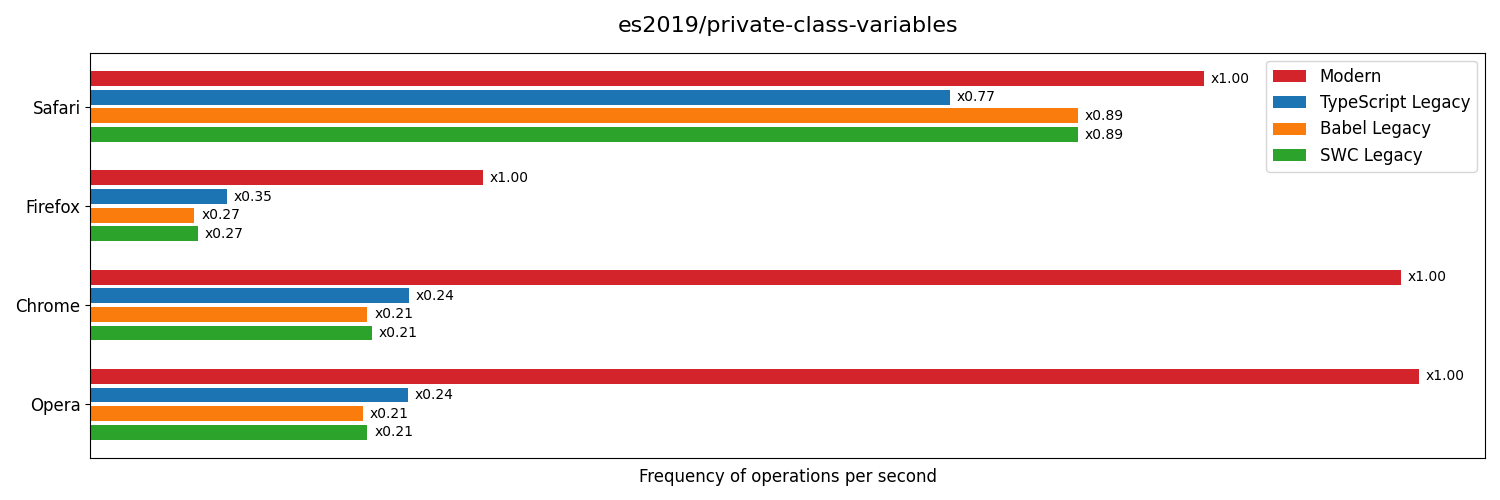 es2019/private-class-variables
Modern
TypeScript Legacy
Babel Legacy
SWC Legacy
Safari
x1.00
x0.77
x0.89
x0.89
Firefox
x1.00
x0.35
x0.27
x0.27
Chrome
x1.00
x0.24
x0.21
x0.21
Opera
x1.00
x0.24
x0.21
x0.21
Frequency of operations per second